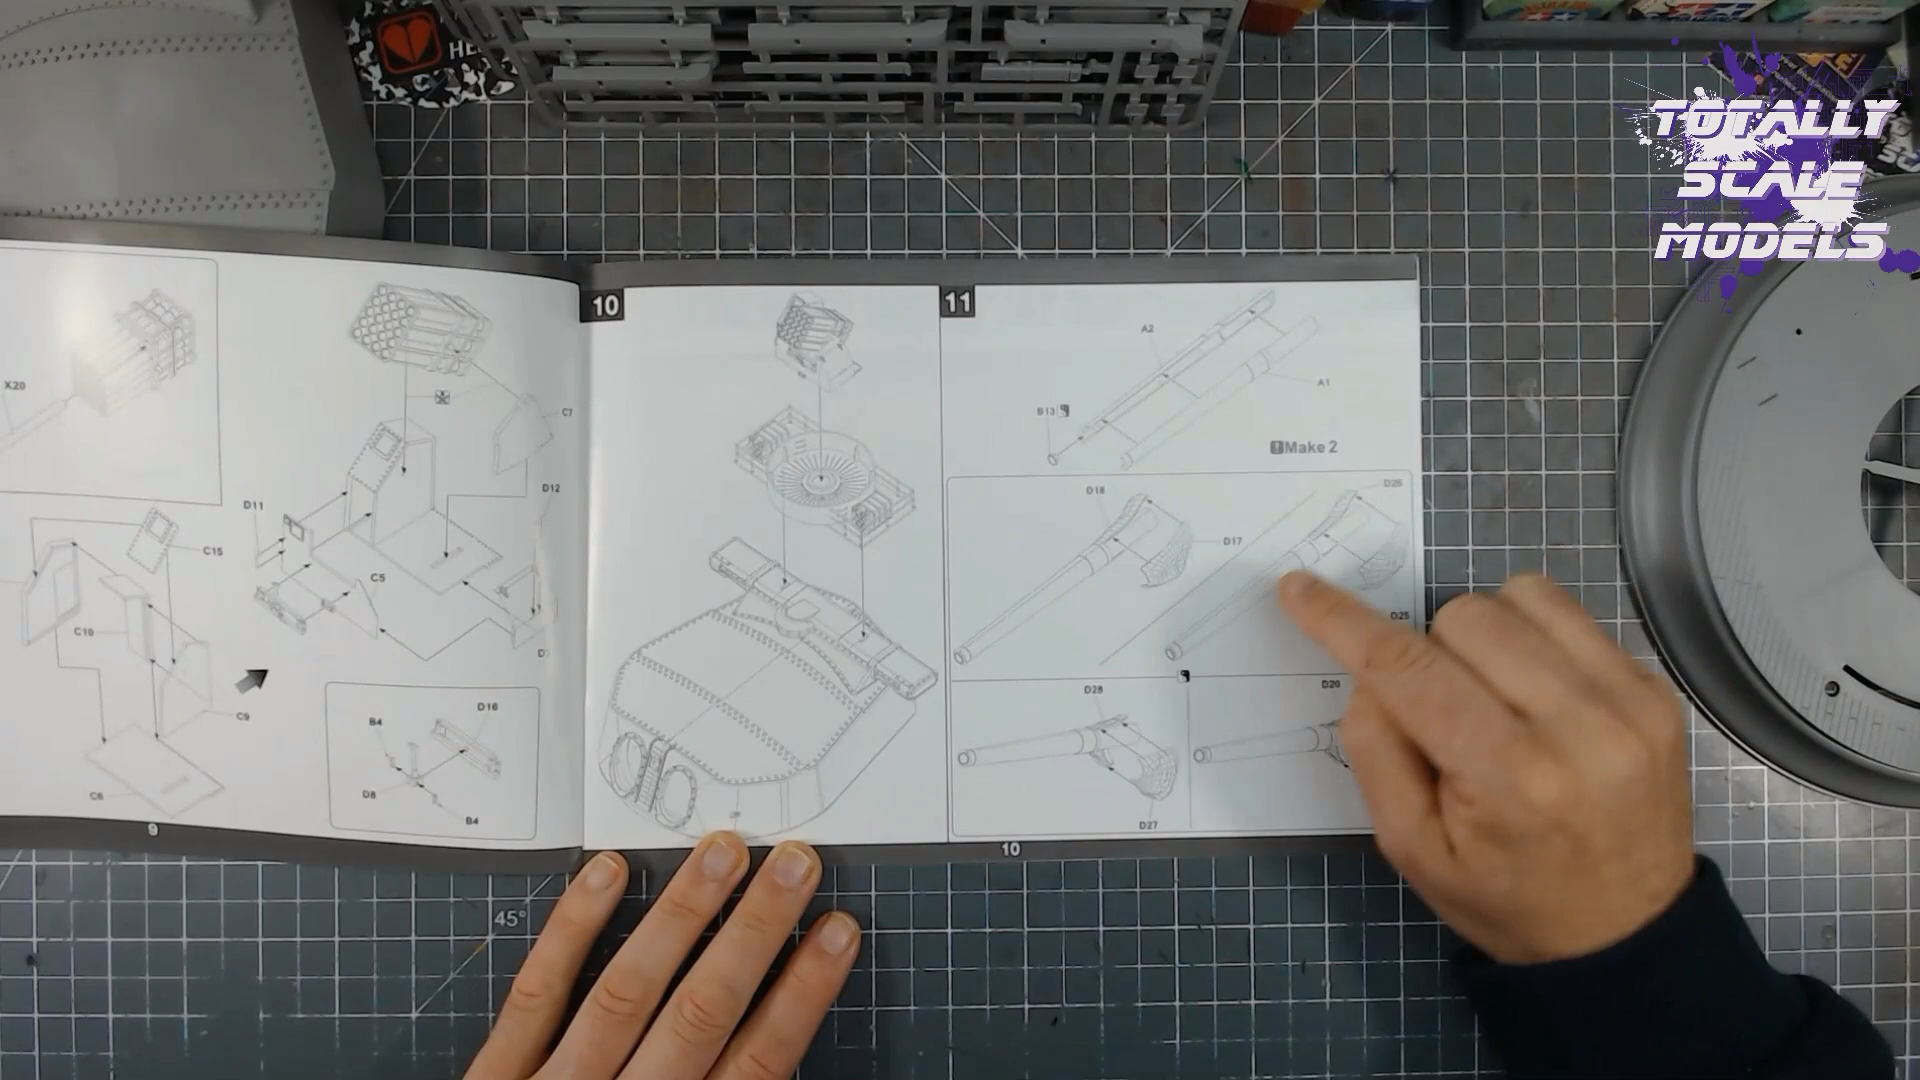 HE
TOTALLY
SCALE
MODELS
X20
C7
D11
D12
C15
C5
C10
C9
C6
B4
D16
D8
B4
9
10
11
A2
A1
B13
Make 2
D18
D17
D26
D25
D28
D27
D20
10
45°